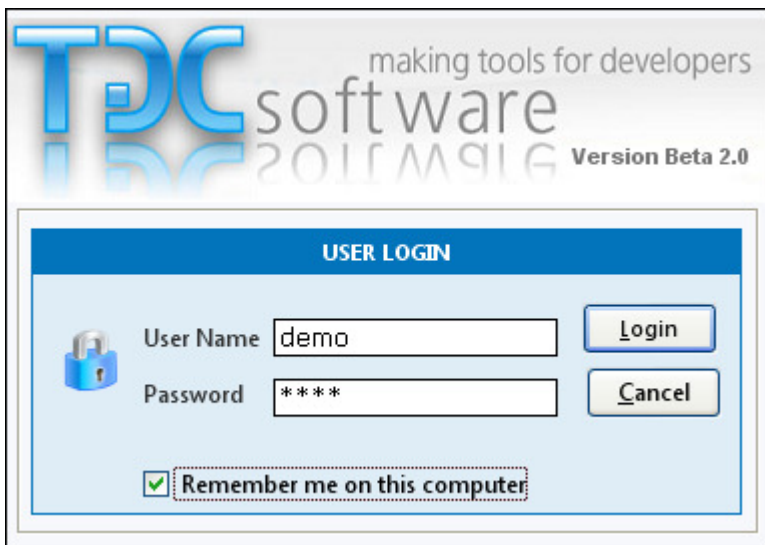 TDC
making tools for developers
software
Version Beta 2.0
USER LOGIN
User Name demo Login
Password **** Cancel
Remember me on this computer